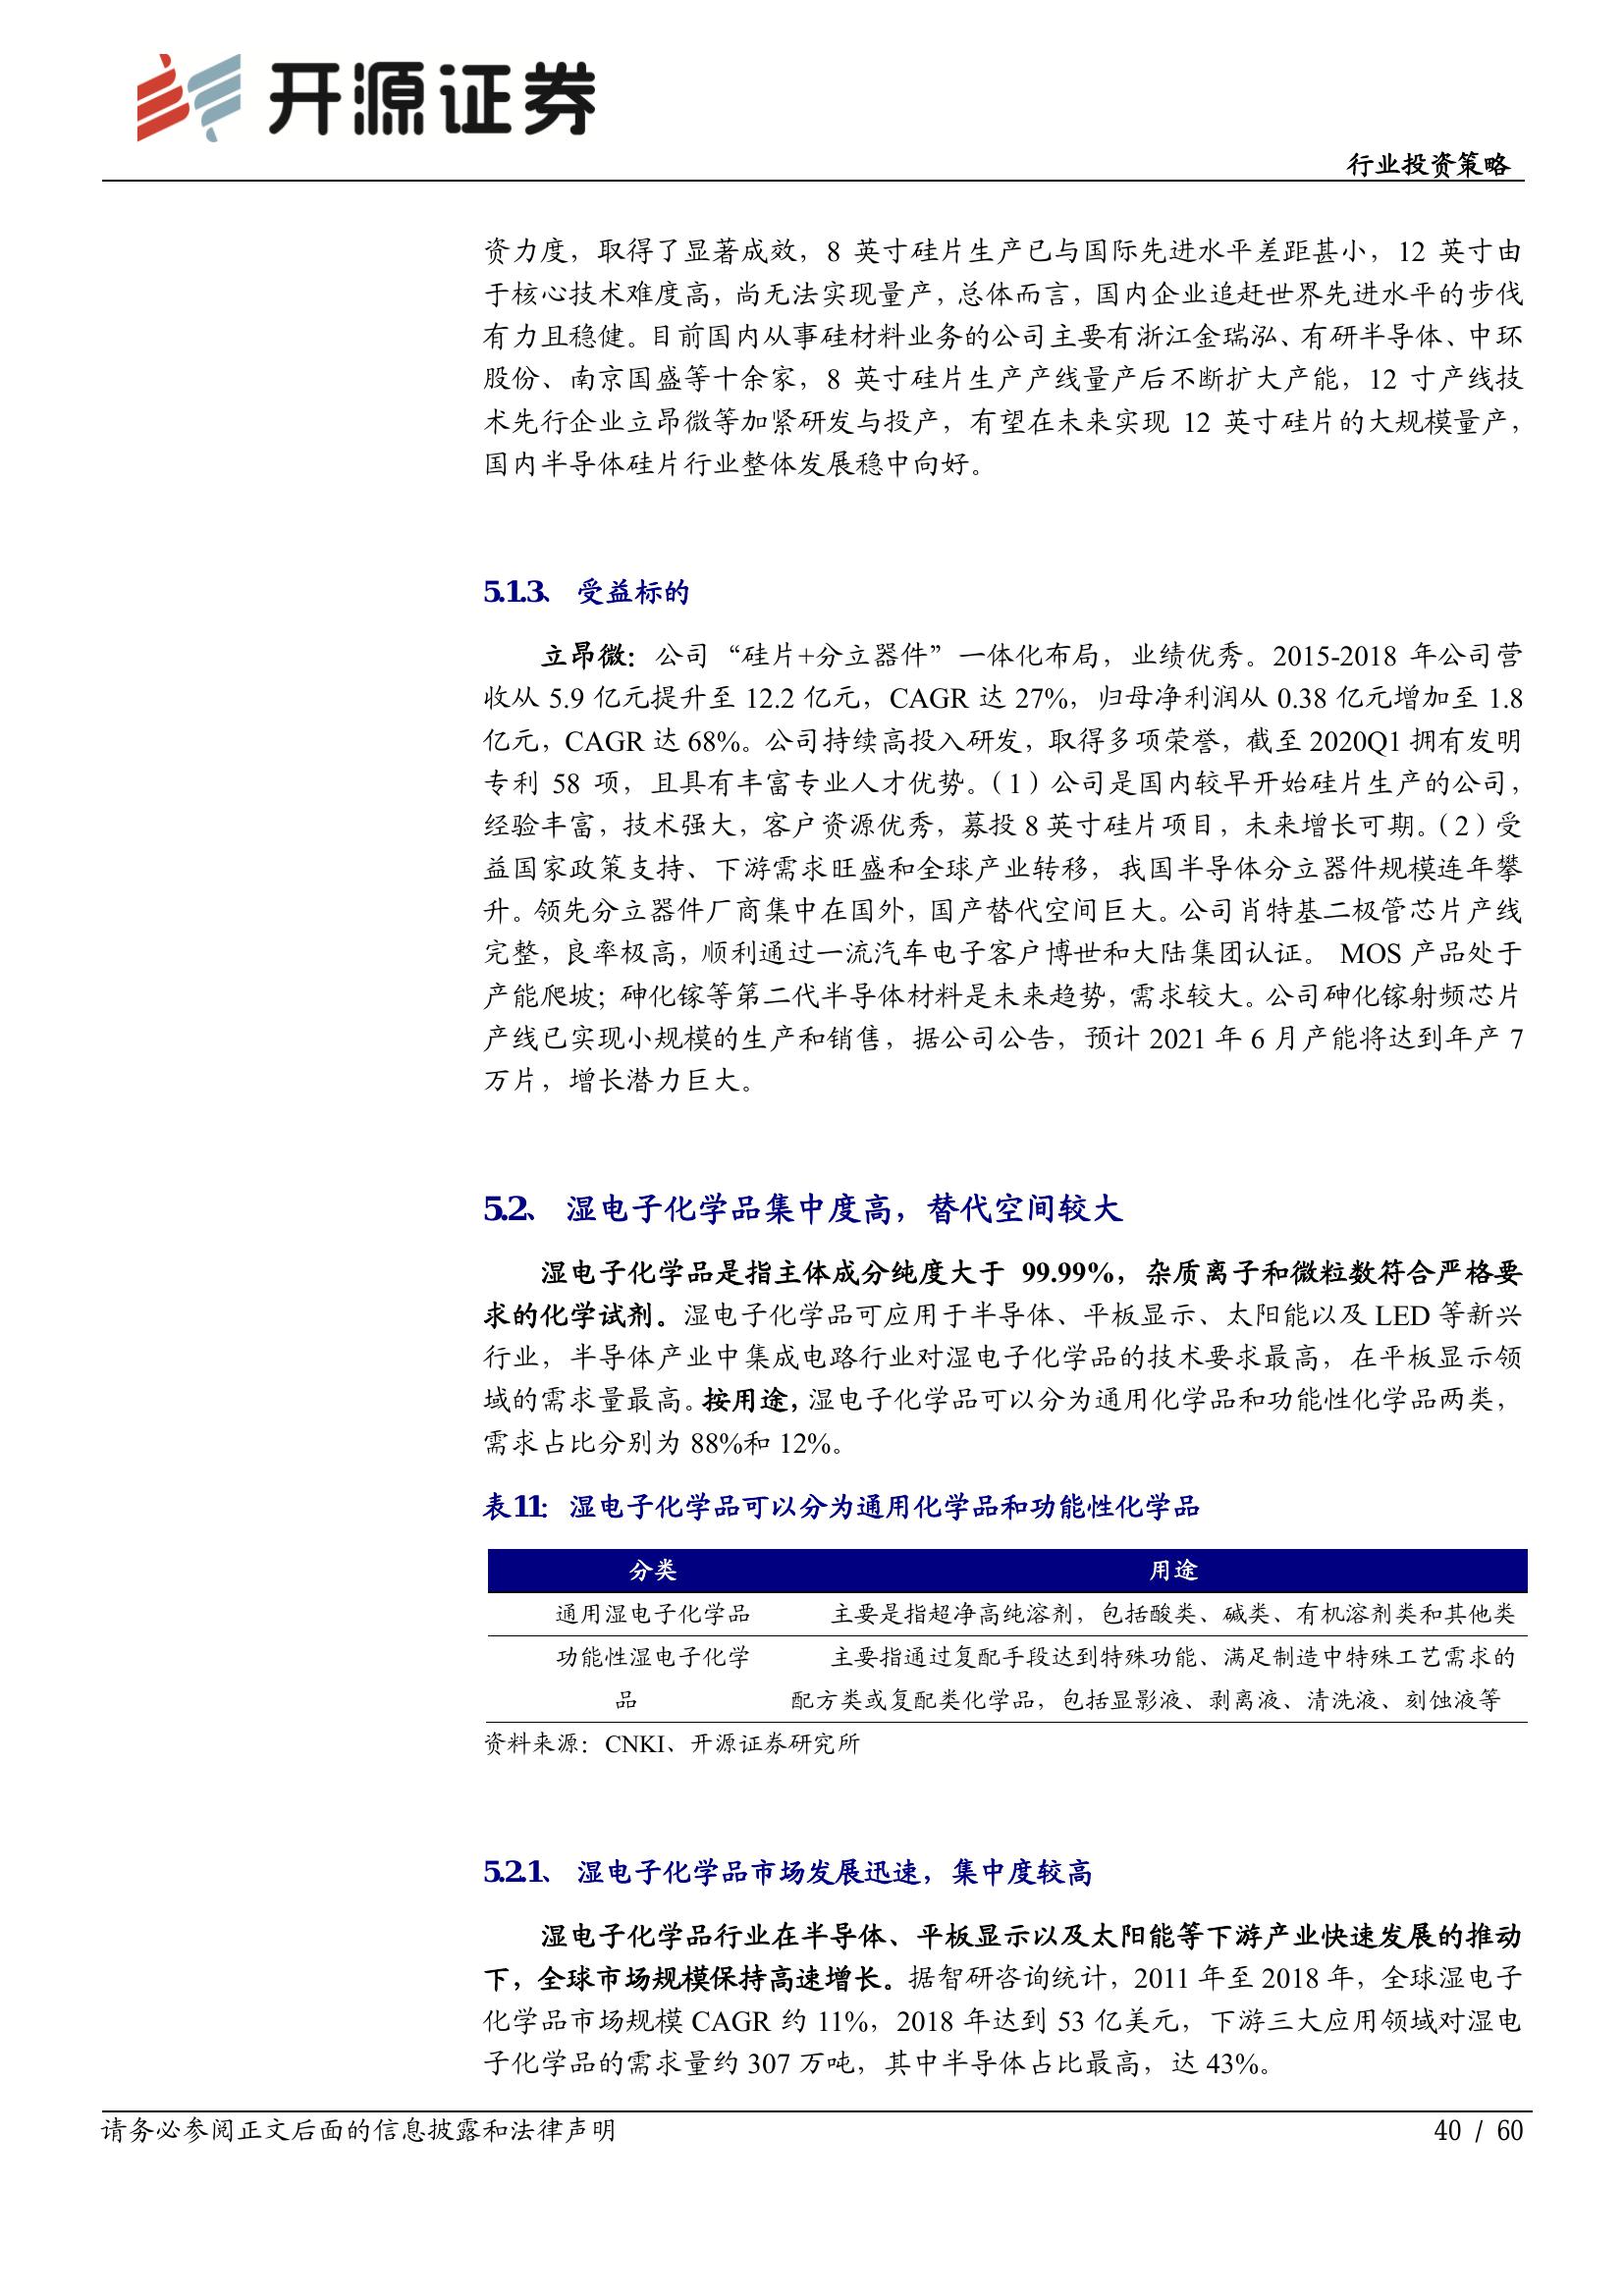 开源证券
行业投资策略
资力度，取得了显著成效，8 英寸硅片生产已与国际先进水平差距甚小，12 英寸由
于核心技术难度高，尚无法实现量产，总体而言，国内企业追赶世界先进水平的步伐
有力且稳健。目前国内从事硅材料业务的公司主要有浙江金瑞泓、有研半导体、中环
股份、南京国盛等十余家，8 英寸硅片生产产线量产后不断扩大产能，12 寸产线技
术先行企业立昂微等加紧研发与投产，有望在未来实现 12 英寸硅片的大规模量产，
国内半导体硅片行业整体发展稳中向好。
5.1.3、 受益标的
立昂微：公司“硅片+分立器件”一体化布局，业绩优秀。2015-2018 年公司营
收从 5.9 亿元提升至 12.2 亿元，CAGR 达 27%，归母净利润从 0.38 亿元增加至 1.8
亿元，CAGR 达 68%。公司持续高投入研发，取得多项荣誉，截至 2020Q1 拥有发明
专利 58 项，且具有丰富专业人才优势。（1）公司是国内较早开始硅片生产的公司，
经验丰富，技术强大，客户资源优秀，募投 8 英寸硅片项目，未来增长可期。（2）受
益国家政策支持、下游需求旺盛和全球产业转移，我国半导体分立器件规模连年攀
升。领先分立器件厂商集中在国外，国产替代空间巨大。公司肖特基二极管芯片产线
完整，良率极高，顺利通过一流汽车电子客户博世和大陆集团认证。 MOS 产品处于
产能爬坡；砷化镓等第二代半导体材料是未来趋势，需求较大。公司砷化镓射频芯片
产线已实现小规模的生产和销售，据公司公告，预计 2021 年 6 月产能将达到年产 7
万片，增长潜力巨大。
5.2、 湿电子化学品集中度高，替代空间较大
湿电子化学品是指主体成分纯度大于 99.99%，杂质离子和微粒数符合严格要
求的化学试剂。湿电子化学品可应用于半导体、平板显示、太阳能以及 LED 等新兴
行业，半导体产业中集成电路行业对湿电子化学品的技术要求最高，在平板显示领
域的需求量最高。按用途，湿电子化学品可以分为通用化学品和功能性化学品两类，
需求占比分别为 88%和 12%。
表11：湿电子化学品可以分为通用化学品和功能性化学品
分类 用途
通用湿电子化学品 主要是指超净高纯溶剂，包括酸类、碱类、有机溶剂类和其他类
功能性湿电子化学 主要指通过复配手段达到特殊功能、满足制造中特殊工艺需求的
品 配方类或复配类化学品，包括显影液、剥离液、清洗液、刻蚀液等
资料来源：CNKI、开源证券研究所
5.2.1、 湿电子化学品市场发展迅速，集中度较高
湿电子化学品行业在半导体、平板显示以及太阳能等下游产业快速发展的推动
下，全球市场规模保持高速增长。据智研咨询统计，2011 年至 2018 年，全球湿电子
化学品市场规模 CAGR 约 11%，2018 年达到 53 亿美元，下游三大应用领域对湿电
子化学品的需求量约 307 万吨，其中半导体占比最高，达 43%。
请务必参阅正文后面的信息披露和法律声明 40 / 60